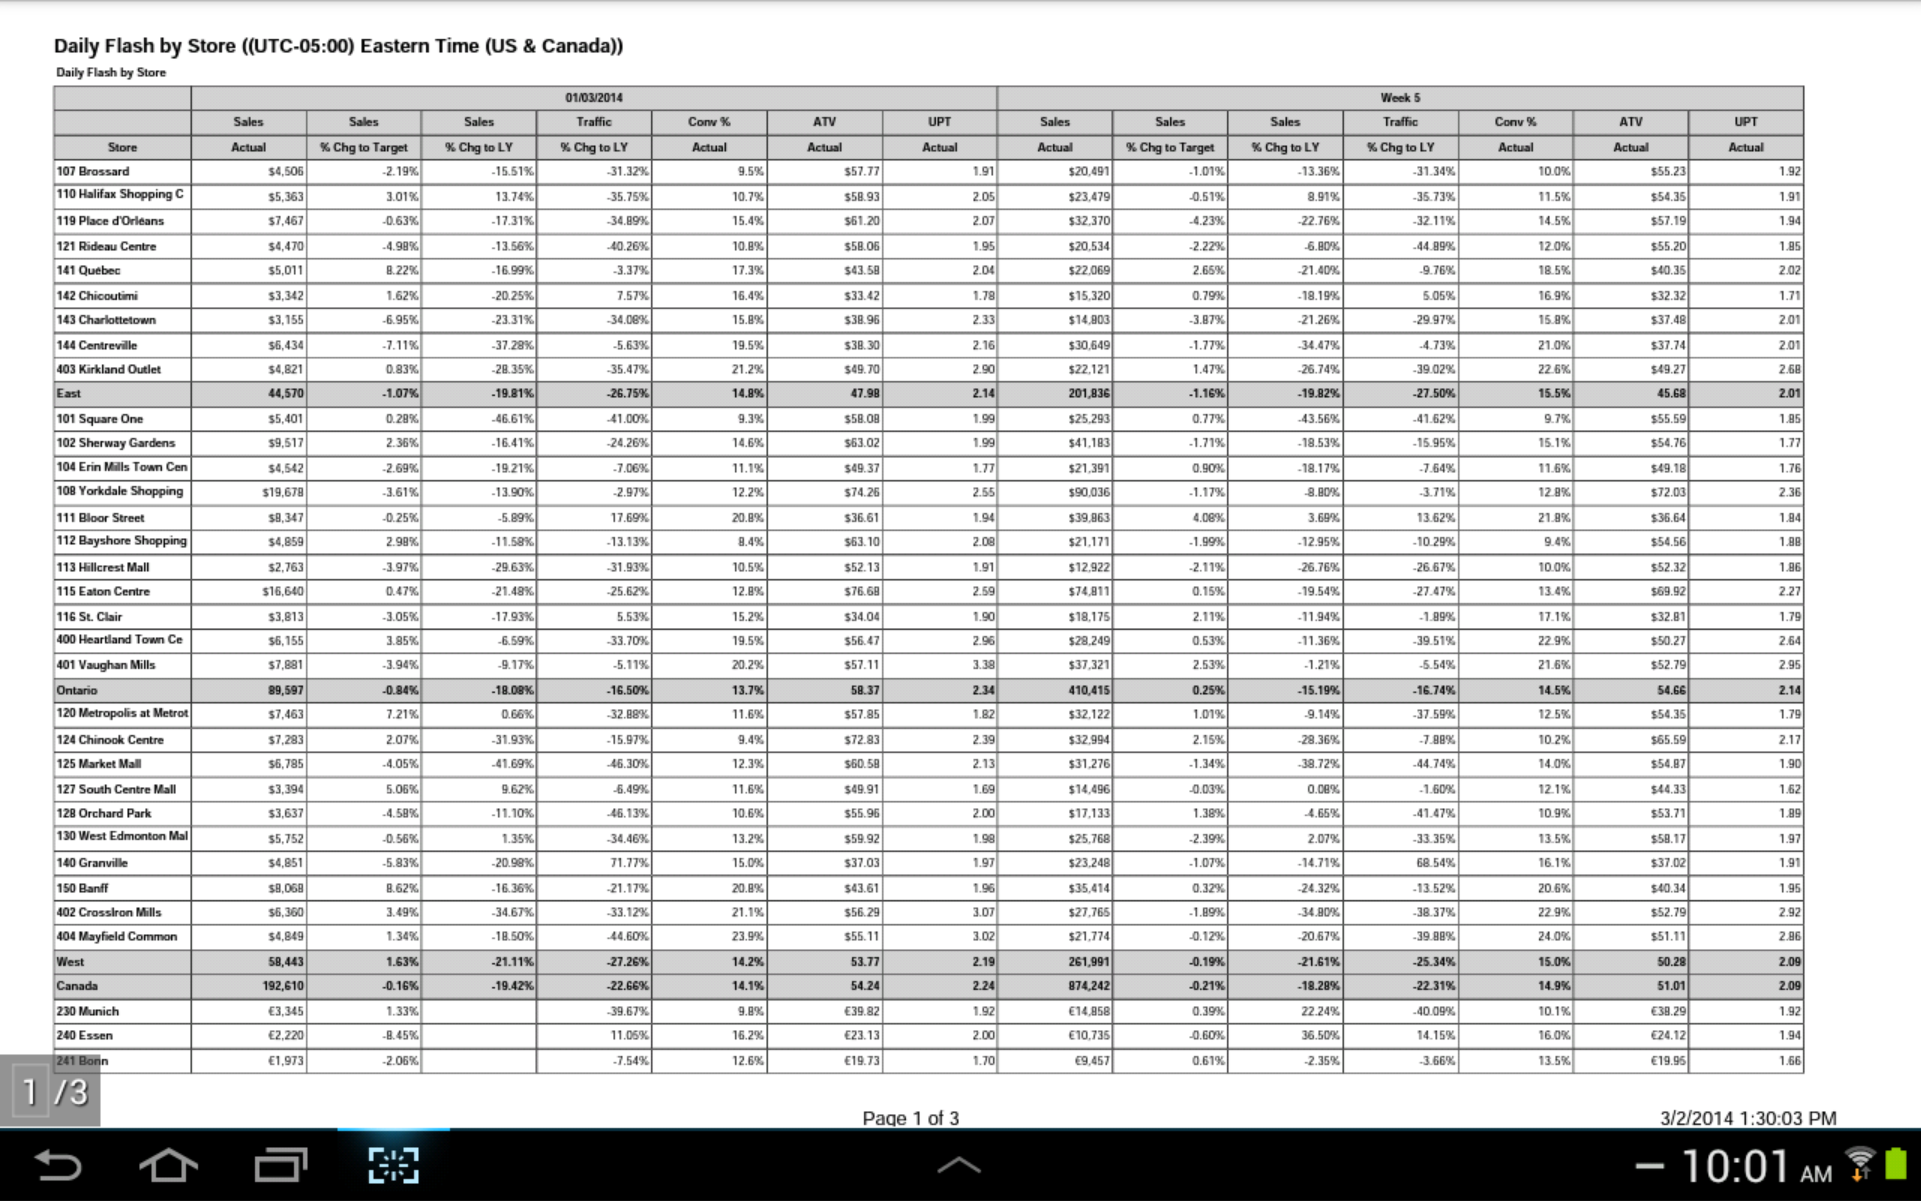 Daily Flash by Store ((UTC-05:00) Eastern Time (US & Canada))
Daily Flash by Store
01/03/2014 Week 5
Sales Sales Sales Traffic Conv % ATV UPT Sales Sales Sales Traffic Conv % ATV UPT
Store Actual % Chg to Target % Chg to LY % Chg to LY Actual Actual Actual Actual % Chg to Target % Chg to LY % Chg to LY Actual Actual Actual
107 Brossard $4,506 -2.19% -15.51% -31.32% 9.5% $57.77 1.91 $20,491 -1.01% -13.36% -31.34% 10.0% $55.23 1.92
110 Halifax Shopping C $5,363 3.01% 13.74% -35.75% 10.7% $58.93 2.05 $23,479 -0.51% 8.91% -35.73% 11.5% $54.35 1.91
119 Place d'Orléans $7,467 -0.63% -17.31% -34.89% 15.4% $61.20 2.07 $32,370 -4.23% -22.76% -32.11% 14.5% $57.19 1.94
121 Rideau Centre $4,470 -4.98% -13.56% -40.26% 10.8% $58.06 1.95 $20,534 -2.22% -6.80% -44.89% 12.0% $55.20 1.85
141 Québec $5,011 8.22% -16.99% -3.37% 17.3% $43.58 2.04 $22,069 2.65% -21.40% -9.76% 18.5% $40.35 2.02
142 Chicoutimi $3,342 1.62% -20.25% 7.57% 16.4% $33.42 1.78 $15,320 0.79% -18.19% 5.05% 16.9% $32.32 1.71
143 Charlottetown $3,155 -6.95% -23.31% -34.08% 15.8% $38.96 2.33 $14,803 -3.87% -21.26% -29.97% 15.8% $37.48 2.01
144 Centreville $6,434 -7.11% -37.28% -5.63% 19.5% $38.30 2.16 $30,649 -1.77% -34.47% -4.73% 21.0% $37.74 2.01
403 Kirkland Outlet $4,821 0.83% -28.35% -35.47% 21.2% $49.70 2.90 $22,121 1.47% -26.74% -39.02% 22.6% $49.27 2.68
East 44,570 -1.07% -19.81% -26.75% 14.8% 47.98 2.14 201,836 -1.16% -19.82% -27.50% 15.5% 45.68 2.01
101 Square One $5,401 0.28% -46.61% -41.00% 9.3% $58.08 1.99 $25,293 0.77% -43.56% -41.62% 9.7% $55.59 1.85
102 Sherway Gardens $9,517 2.36% -16.41% -24.26% 14.6% $63.02 1.99 $41,183 -1.71% -18.53% -15.95% 15.1% $54.76 1.77
104 Erin Mills Town Cen $4,542 -2.69% -19.21% -7.06% 11.1% $49.37 1.77 $21,391 0.90% -18.17% -7.64% 11.6% $49.18 1.76
108 Yorkdale Shopping $19,678 -3.61% -13.90% -2.97% 12.2% $74.26 2.55 $90,036 -1.17% -8.80% -3.71% 12.8% $72.03 2.36
111 Bloor Street $8,347 -0.25% -5.89% 17.69% 20.8% $36.61 1.94 $39,863 4.08% 3.69% 13.62% 21.8% $36.64 1.84
112 Bayshore Shopping $4,859 2.98% -11.58% -13.13% 8.4% $63.10 2.08 $21,171 -1.99% -12.95% -10.29% 9.4% $54.56 1.88
113 Hillcrest Mall $2,763 -3.97% -29.63% -31.93% 10.5% $52.13 1.91 $12,922 -2.11% -26.76% -26.67% 10.0% $52.32 1.86
115 Eaton Centre $16,640 0.47% -21.48% -25.62% 12.8% $76.68 2.59 $74,811 0.15% -19.54% -27.47% 13.4% $69.92 2.27
116 St. Clair $3,813 -3.05% -17.93% 5.53% 15.2% $34.04 1.90 $18,175 2.11% -11.94% -1.89% 17.1% $32.81 1.79
400 Heartland Town Ce $6,155 3.85% -6.59% -33.70% 19.5% $56.47 2.96 $28,249 0.53% -11.36% -39.51% 22.9% $50.27 2.64
401 Vaughan Mills $7,881 -3.94% -9.17% -5.11% 20.2% $57.11 3.38 $37,321 2.53% -1.21% -5.54% 21.6% $52.79 2.95
Ontario 89,597 -0.84% -18.08% -16.50% 13.7% 58.37 2.34 410,415 0.25% -15.19% -16.74% 14.5% 54.66 2.14
120 Metropolis at Metrot $7,463 7.21% 0.66% -32.88% 11.6% $57.85 1.82 $32,122 1.01% -9.14% -37.59% 12.5% $54.35 1.79
124 Chinook Centre $7,283 2.07% -31.93% -15.97% 9.4% $72.83 2.39 $32,994 2.15% -28.36% -7.88% 10.2% $65.59 2.17
125 Market Mall $6,785 -4.05% -41.69% -46.30% 12.3% $60.58 2.13 $31,276 -1.34% -38.72% -44.74% 14.0% $54.87 1.90
127 South Centre Mall $3,394 5.06% 9.62% -6.49% 11.6% $49.91 1.69 $14,496 -0.03% 0.08% -1.60% 12.1% $44.33 1.62
128 Orchard Park $3,637 -4.58% -11.10% -46.13% 10.6% $55.96 2.00 $17,133 1.38% -4.65% -41.47% 10.9% $53.71 1.89
130 West Edmonton Mal $5,752 -0.56% 1.35% -34.46% 13.2% $59.92 1.98 $25,768 -2.39% 2.07% -33.35% 13.5% $58.17 1.97
140 Granville $4,851 -5.83% -20.98% 71.77% 15.0% $37.03 1.97 $23,248 -1.07% -14.71% 68.54% 16.1% $37.02 1.91
150 Banff $8,068 8.62% -16.36% -21.17% 20.8% $43.61 1.96 $35,414 0.32% -24.32% -13.52% 20.6% $40.34 1.95
402 CrossIron Mills $6,360 3.49% -34.67% -33.12% 21.1% $56.29 3.07 $27,765 -1.89% -34.80% -38.37% 22.9% $52.79 2.92
404 Mayfield Common $4,849 1.34% -18.50% -44.60% 23.9% $55.11 3.02 $21,774 -0.12% -20.67% -39.88% 24.0% $51.11 2.86
West 58,443 1.63% -21.11% -27.26% 14.2% 53.77 2.19 261,991 -0.19% -21.61% -25.34% 15.0% 50.28 2.09
Canada 192,610 -0.16% -19.42% -22.66% 14.1% 54.24 2.24 874,242 -0.21% -18.28% -22.31% 14.9% 51.01 2.09
230 Munich €3,345 1.33% -39.67% 9.8% €39.82 1.92 €14,858 0.39% 22.24% -40.09% 10.1% €38.29 1.92
240 Essen €2,220 -8.45% 11.05% 16.2% €23.13 2.00 €10,735 -0.60% 36.50% 14.15% 16.0% €24.12 1.94
241 Bonn €1,973 -2.06% -7.54% 12.6% €19.73 1.70 €9,457 0.61% -2.35% -3.66% 13.5% €19.95 1.66
1 /3
Page 1 of 3 3/2/2014 1:30:03 PM
10:01 AM